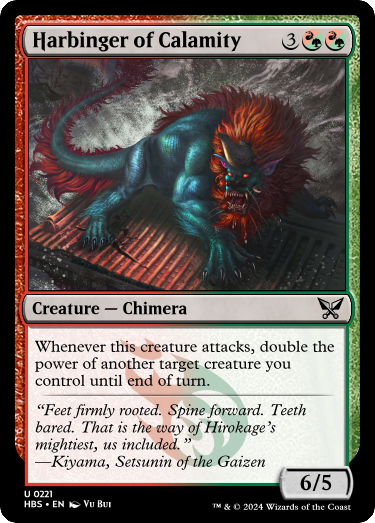 Harbinger of Calamity 3
Creature — Chimera
Whenever this creature attacks, double the
power of another target creature you
control until end of turn.
“Feet firmly rooted. Spine forward. Teeth
bared. That is the way of Hirokage’s
mightiest, us included.”
—Kiyama, Setsunin of the Gaizen
6/5
U 0221
HBS • EN Vu Bui
™ & © 2024 Wizards of the Coast